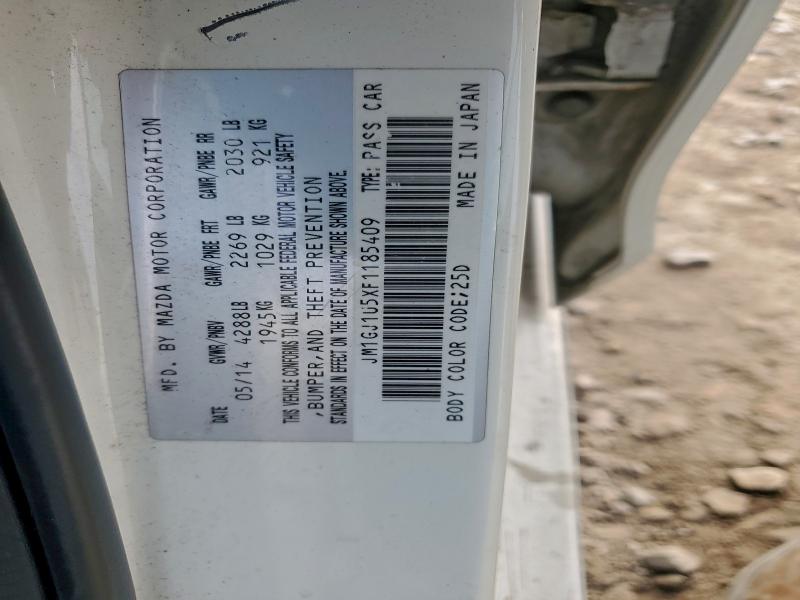 MFD. BY MAZDA MOTOR CORPORATION
DATE GVWR/PNBV GAWR/PNBE FRT GAWR/PNBE RR
05/14 4288LB 2269 LB 2030 LB
1945KG 1029 KG 921 KG
THIS VEHICLE CONFORMS TO ALL APPLICABLE FEDERAL MOTOR VEHICLE SAFETY
,BUMPER,AND THEFT PREVENTION
STANDARDS IN EFFECT ON THE DATE OF MANUFACTURE SHOWN ABOVE.
JM1GJ1U5XF1185409 TYPE: PASS CAR
BODY COLOR CODE;25D MADE IN JAPAN